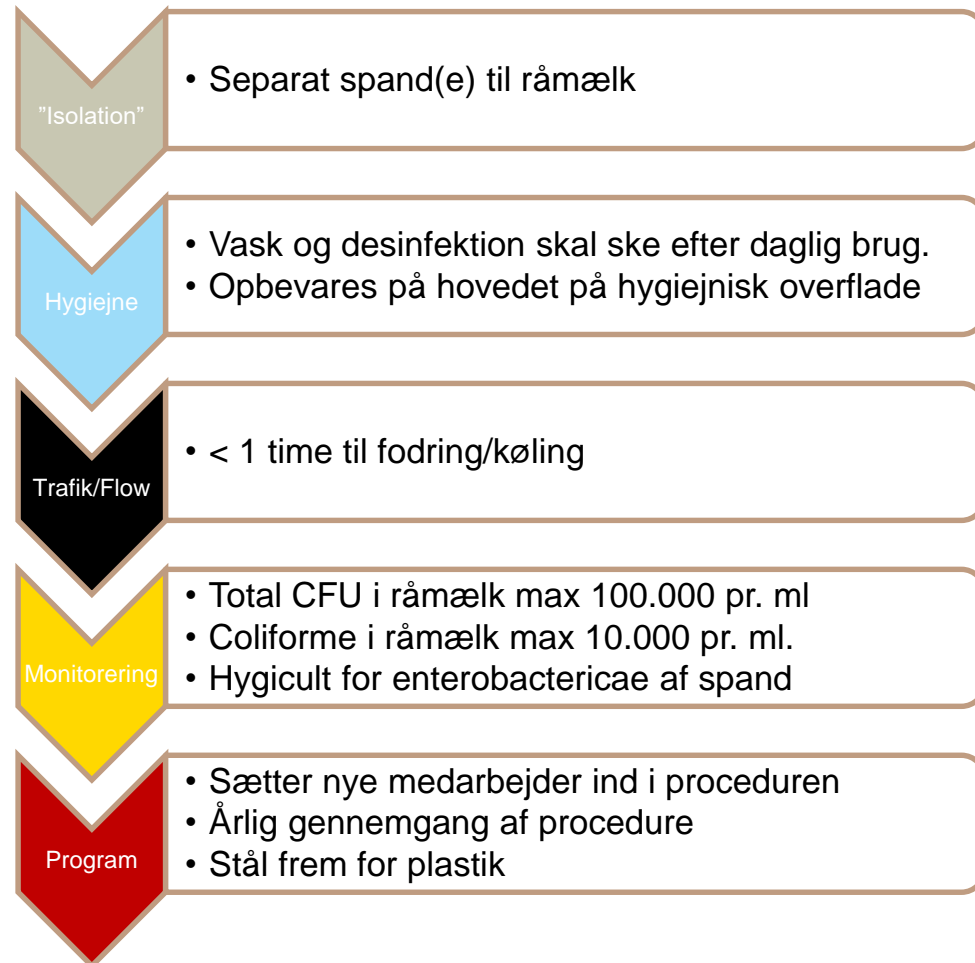 "Isolation"
• Separat spand(e) til råmælk
Hygiejne
• Vask og desinfektion skal ske efter daglig brug.
• Opbevares på hovedet på hygiejnisk overflade
Trafik/Flow
• < 1 time til fodring/køling
Monitorering
• Total CFU i råmælk max 100.000 pr. ml
• Coliforme i råmælk max 10.000 pr. ml.
• Hygicult for enterobactericae af spand
Program
• Sætter nye medarbejder ind i proceduren
• Årlig gennemgang af procedure
• Stål frem for plastik